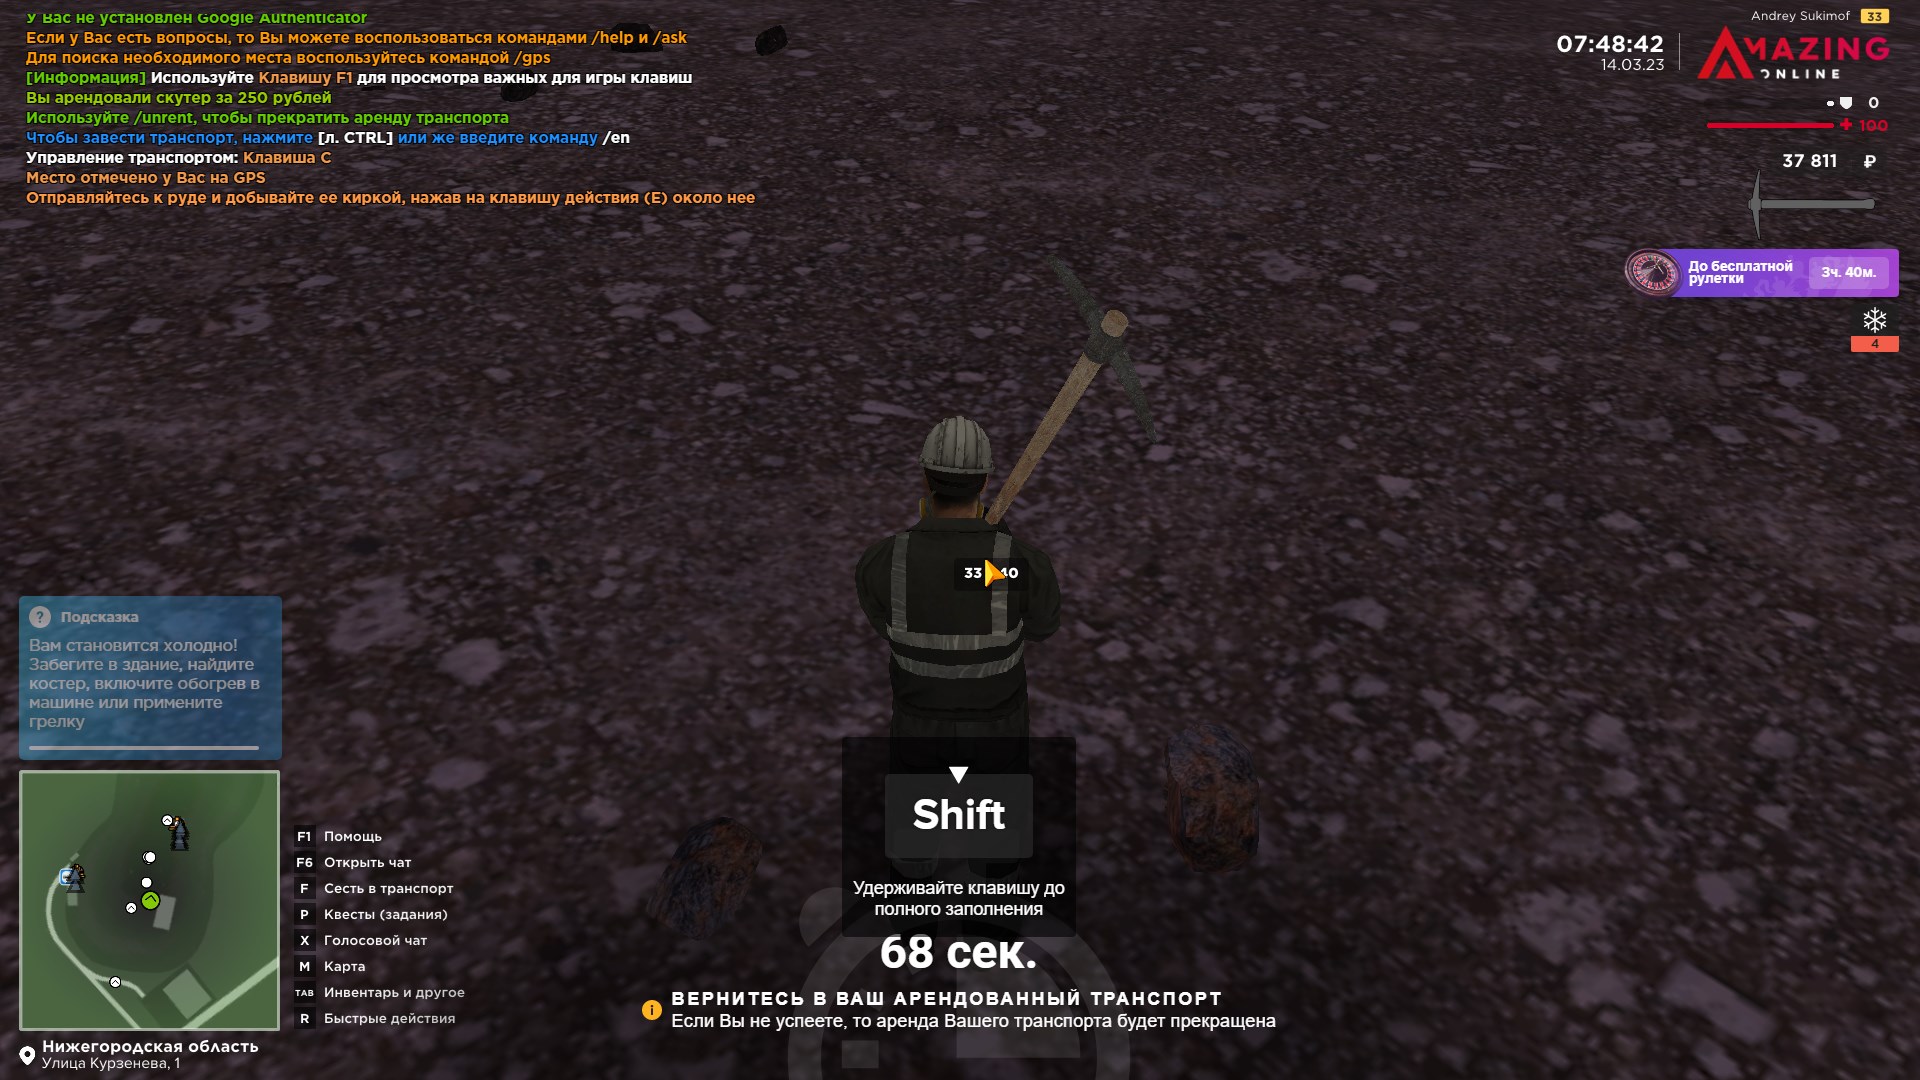 У Вас не установлен Google Authenticator
Если у Вас есть вопросы, то Вы можете воспользоваться командами /help и /ask
Для поиска необходимого места воспользуйтесь командой /gps
[Информация] Используйте Клавишу F1 для просмотра важных для игры клавиш
Вы арендовали скутер за 250 рублей
Используйте /unrent, чтобы прекратить аренду транспорта
Чтобы завести транспорт, нажмите [л. CTRL] или же введите команду /en
Управление транспортом: Клавиша C
Место отмечено у Вас на GPS
Отправляйтесь к руде и добывайте ее киркой, нажав на клавишу действия (E) около нее
Andrey Sukimof 33
07:48:42
14.03.23
AMAZING
ONLINE
0
100
37 811 ₽
До бесплатной
рулетки
3ч. 40м.
4
33 40
? Подсказка
Вам становится холодно!
Забегите в здание, найдите
костер, включите обогрев в
машине или примените
грелку
F1 Помощь
F6 Открыть чат
F Сесть в транспорт
P Квесты (задания)
X Голосовой чат
M Карта
TAB Инвентарь и другое
R Быстрые действия
Нижегородская область
Улица Курзенева, 1
Shift
Удерживайте клавишу до
полного заполнения
68 сек.
ВЕРНИТЕСЬ В ВАШ АРЕНДОВАННЫЙ ТРАНСПОРТ
Если Вы не успеете, то аренда Вашего транспорта будет прекращена